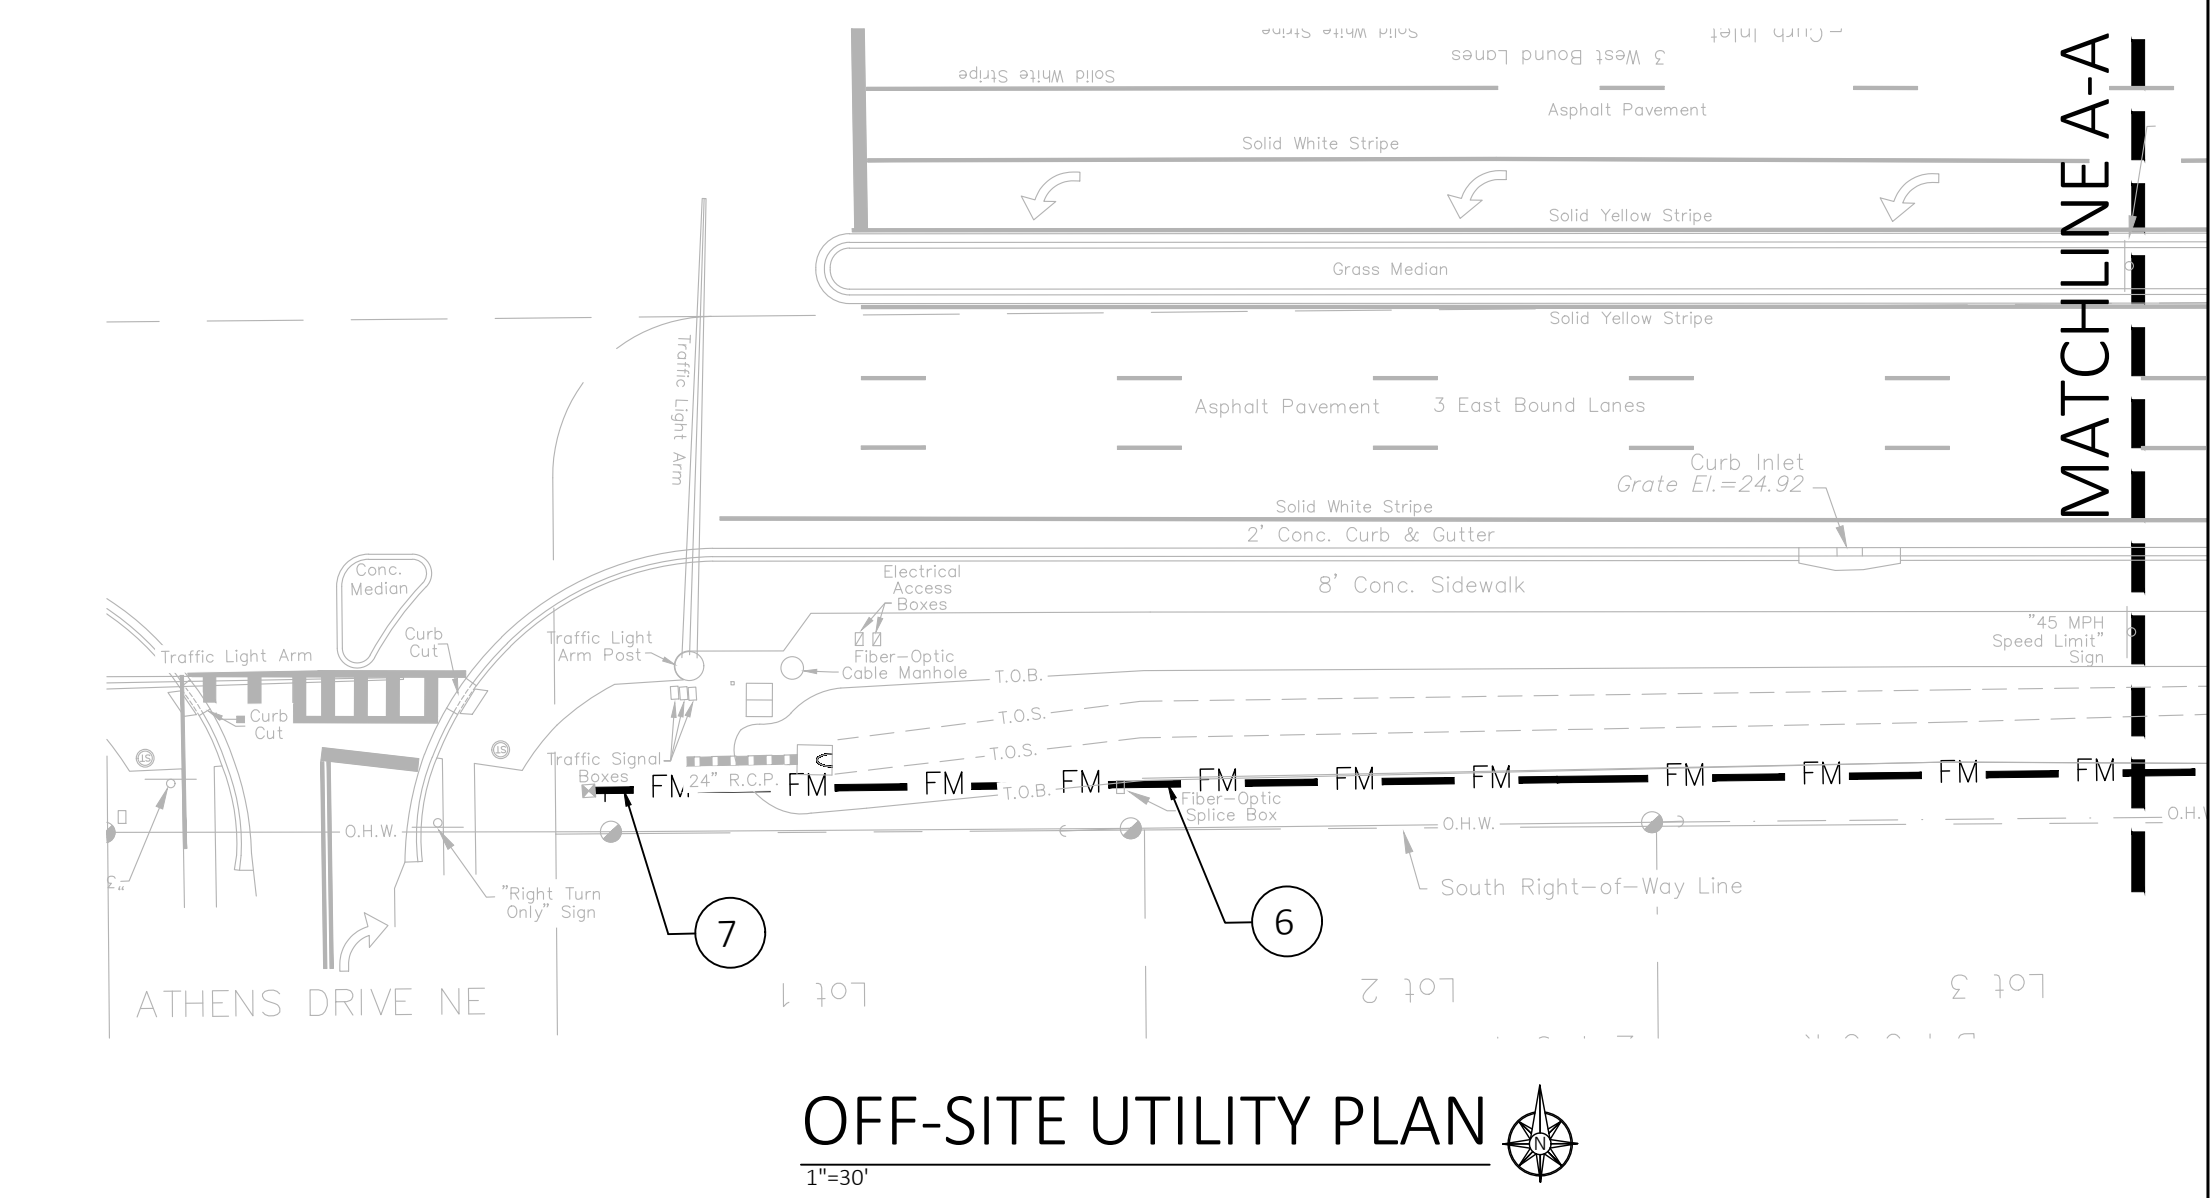 Solid White Stripe
Curb Inlet
3 West Bound Lanes
Solid White Stripe
Asphalt Pavement
Solid White Stripe
Solid Yellow Stripe
Grass Median
Solid Yellow Stripe
MATCHLINE A-A
Traffic Light Arm
Asphalt Pavement
3 East Bound Lanes
Curb Inlet
Grate El.=24.92
Solid White Stripe
2' Conc. Curb & Gutter
8' Conc. Sidewalk
Conc.
Median
Electrical
Access
Boxes
"45 MPH
Speed Limit"
Sign
Curb
Cut
Traffic Light Arm
Traffic Light
Arm Post
Fiber-Optic
Cable Manhole
T.O.B.
T.O.S.
T.O.S.
T.O.B.
Curb
Cut
ST
ST
Traffic Signal
Boxes
24" R.C.P.
FM FM FM FM FM FM FM FM FM FM FM
Fiber-Optic
Splice Box
O.H.W.
O.H.W.
O.H.W
South Right-of-Way Line
"Right Turn
Only" Sign
7
6
"3
ATHENS DRIVE NE
Lot 1
Lot 2
Lot 3
OFF-SITE UTILITY PLAN
N
1"=30'